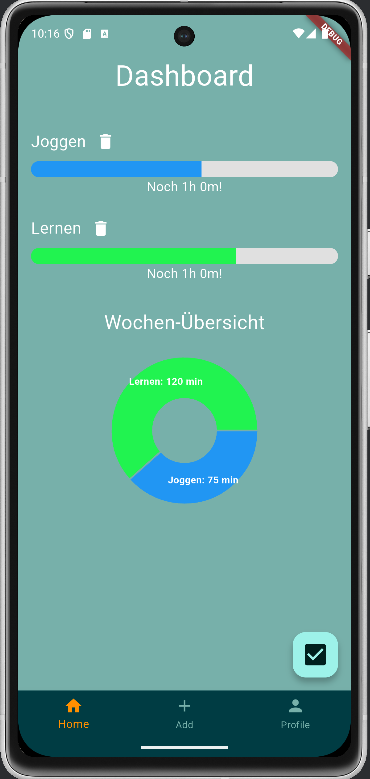 10:16
DEBUG
Dashboard
Joggen
Noch 1h 0m!
Lernen
Noch 1h 0m!
Wochen-Übersicht
Lernen: 120 min
Joggen: 75 min
Home
Add
Profile